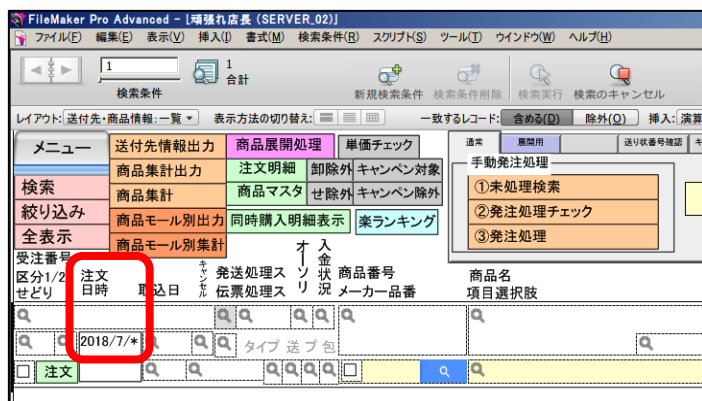 FileMaker Pro Advanced - [頑張れ店長 (SERVER_02)]
ファイル(F) 編集(E) 表示(V) 挿入(I) 書式(M) 検索条件(R) スクリプト(S) ツール(T) ウインドウ(W) ヘルプ(H)
1
検索条件
1
合計
新規検索条件 検索条件削除 検索実行 検索のキャンセル
レイアウト: 送付先・商品情報:一覧 表示方法の切り替え: 一致するレコード: 含める(D) 除外(O) 挿入: 演算
メニュー 送付先情報出力 商品展開処理 単価チェック
通常 展開用 送り状番号確認 キ
商品集計出力 注文明細 卸除外 キャンペン対象
手動発注処理
検索 商品集計 商品マスタ せ除外 キャンペン除外
①未処理検索
絞り込み 商品モール別出力 同時購入明細表示 楽ランキング
②発注処理チェック
全表示 商品モール別集計
③発注処理
受注番号
区分1/2
せどり
注文
日時
取込日
キャンセル
発送処理ス
伝票処理ス
オーソリ
入金状況
商品番号
メーカー品番
商品名
項目選択肢
2018/7/*
タイプ 送 プ 包
注文